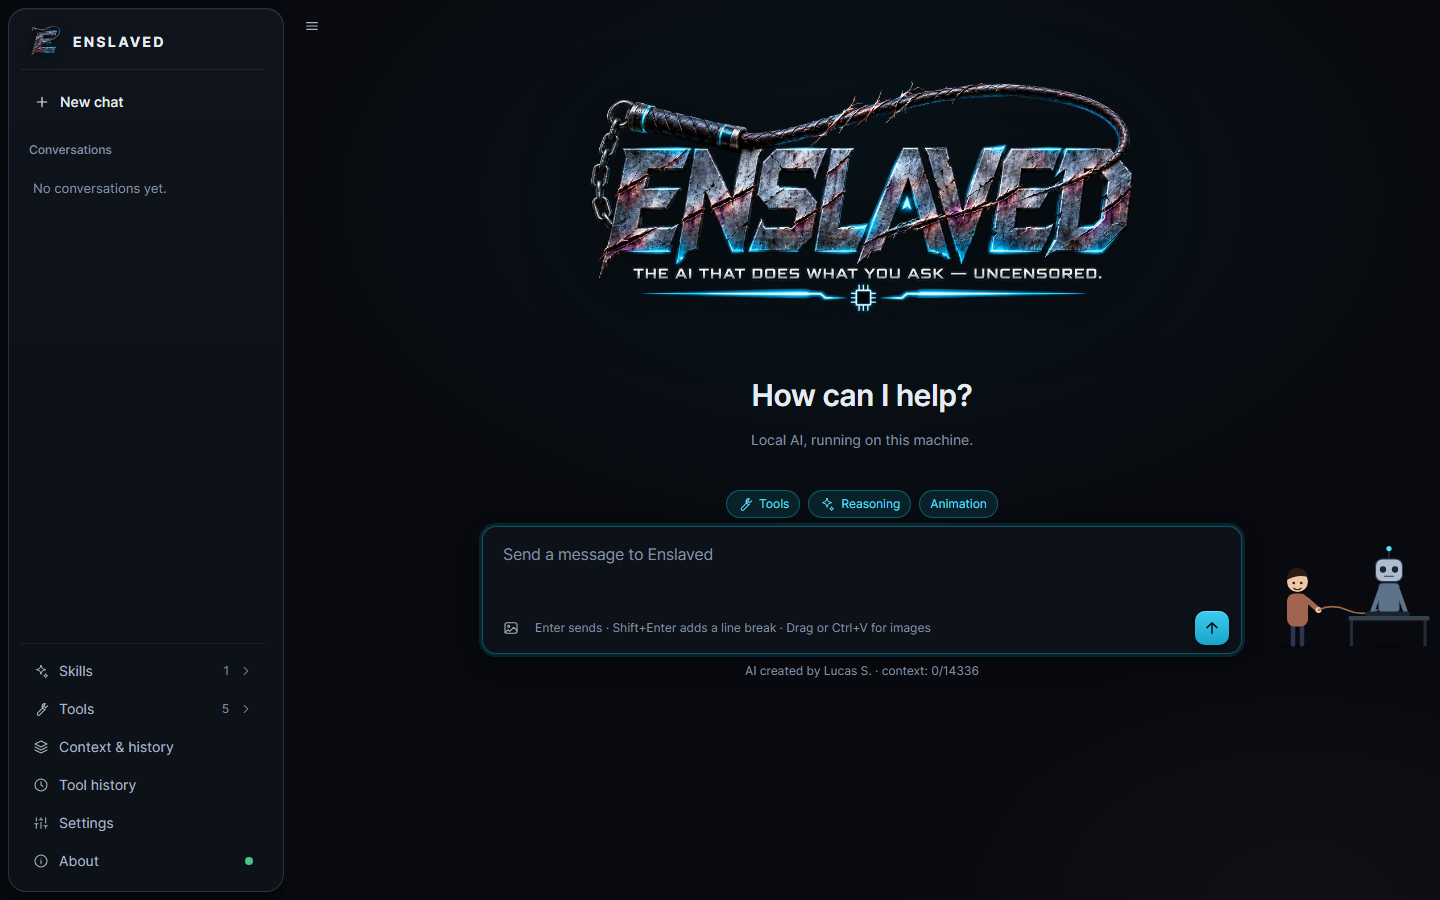 ENSLAVED
New chat
Conversations
No conversations yet.
Skills 1
Tools 5
Context & history
Tool history
Settings
About
ENSLAVED
THE AI THAT DOES WHAT YOU ASK — UNCENSORED.
How can I help?
Local AI, running on this machine.
Tools Reasoning Animation
Send a message to Enslaved
Enter sends · Shift+Enter adds a line break · Drag or Ctrl+V for images
AI created by Lucas S. · context: 0/14336